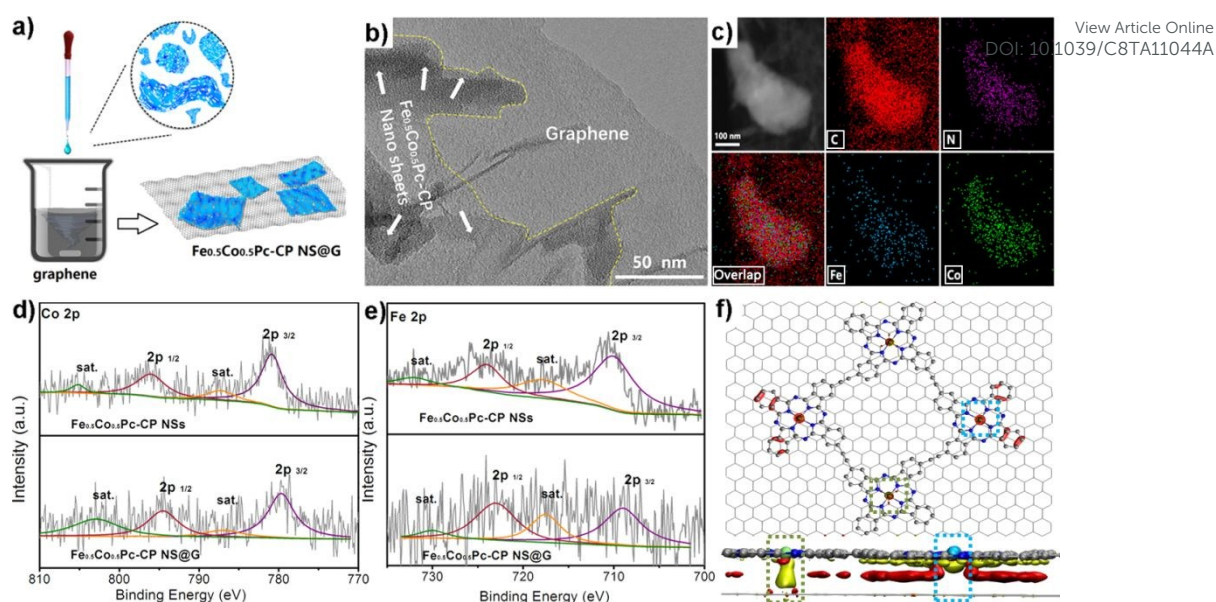 View Article Online
DOI: 10.1039/C8TA11044A
a)
graphene
Fe0.5Co0.5Pc-CP NS@G
b)
Fe0.5Co0.5Pc-CP
Nano sheets
Graphene
50 nm
c)
100 nm
C
N
Overlap
Fe
Co
d)
Co 2p
sat.
2p 1/2
sat.
2p 3/2
Fe0.5Co0.5Pc-CP NSs
sat.
2p 1/2
sat.
2p 3/2
Fe0.5Co0.5Pc-CP NS@G
810 800 790 780 770
Binding Energy (eV)
Intensity (a.u.)
e)
Fe 2p
sat.
2p 1/2
sat.
2p 3/2
Fe0.5Co0.5Pc-CP NSs
sat.
2p 1/2
sat.
2p 3/2
Fe0.5Co0.5Pc-CP NS@G
730 720 710 700
Binding Energy (eV)
Intensity (a.u.)
f)